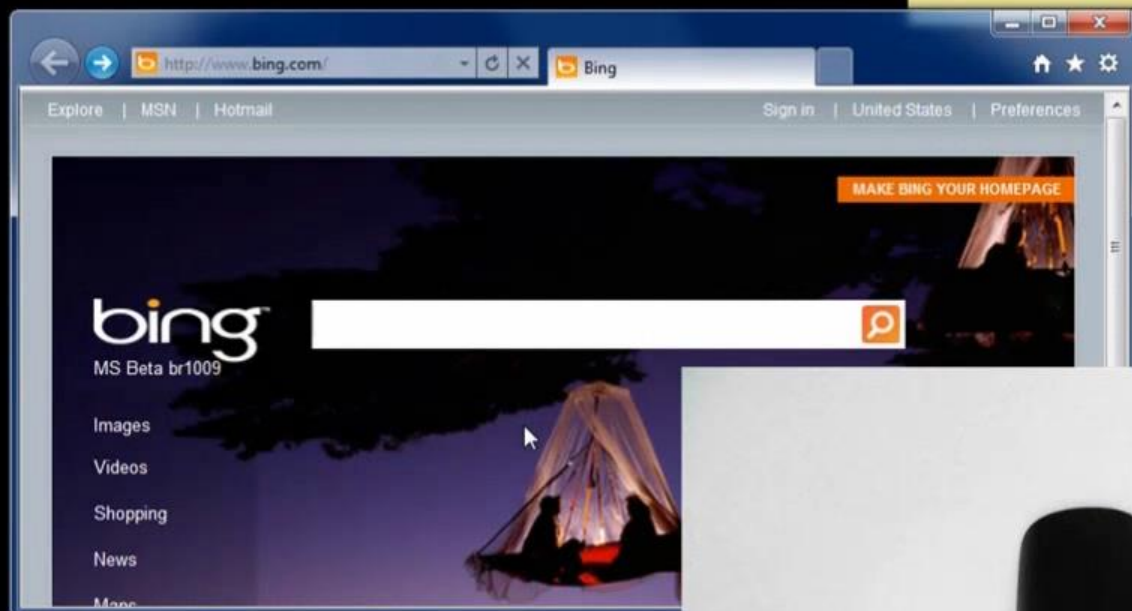 http://www.bing.com/
Bing
Explore | MSN | Hotmail
Sign in | United States | Preferences
MAKE BING YOUR HOMEPAGE
bing
MS Beta br1009
Images
Videos
Shopping
News
Maps